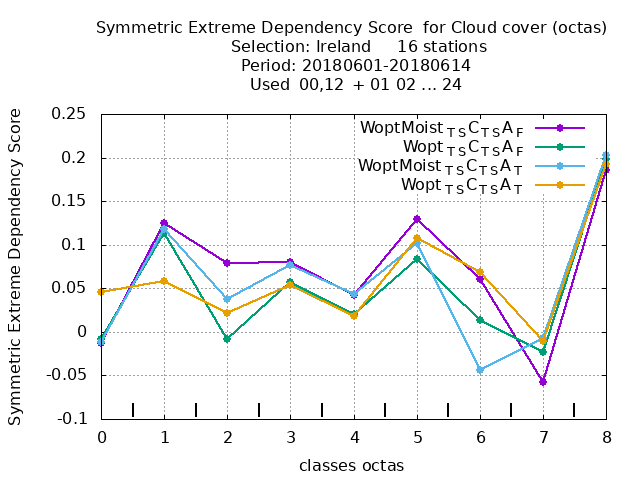 Symmetric Extreme Dependency Score for Cloud cover (octas)
Selection: Ireland 16 stations
Period: 20180601-20180614
Used 00,12 + 01 02 ... 24
Symmetric Extreme Dependency Score
0.25
0.2
0.15
0.1
0.05
0
-0.05
-0.1
WoptMoist TS C TS A F
Wopt TS C TS A F
WoptMoist TS C TS A T
Wopt TS C TS A T
0 1 2 3 4 5 6 7 8
classes octas